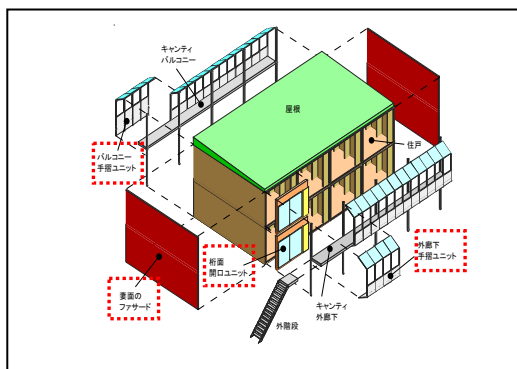 キャンティ
バルコニー
屋根
住戸
バルコニー
手摺ユニット
桁面
開口ユニット
外廊下
手摺ユニット
妻面の
ファサード
キャンティ
外廊下
外階段